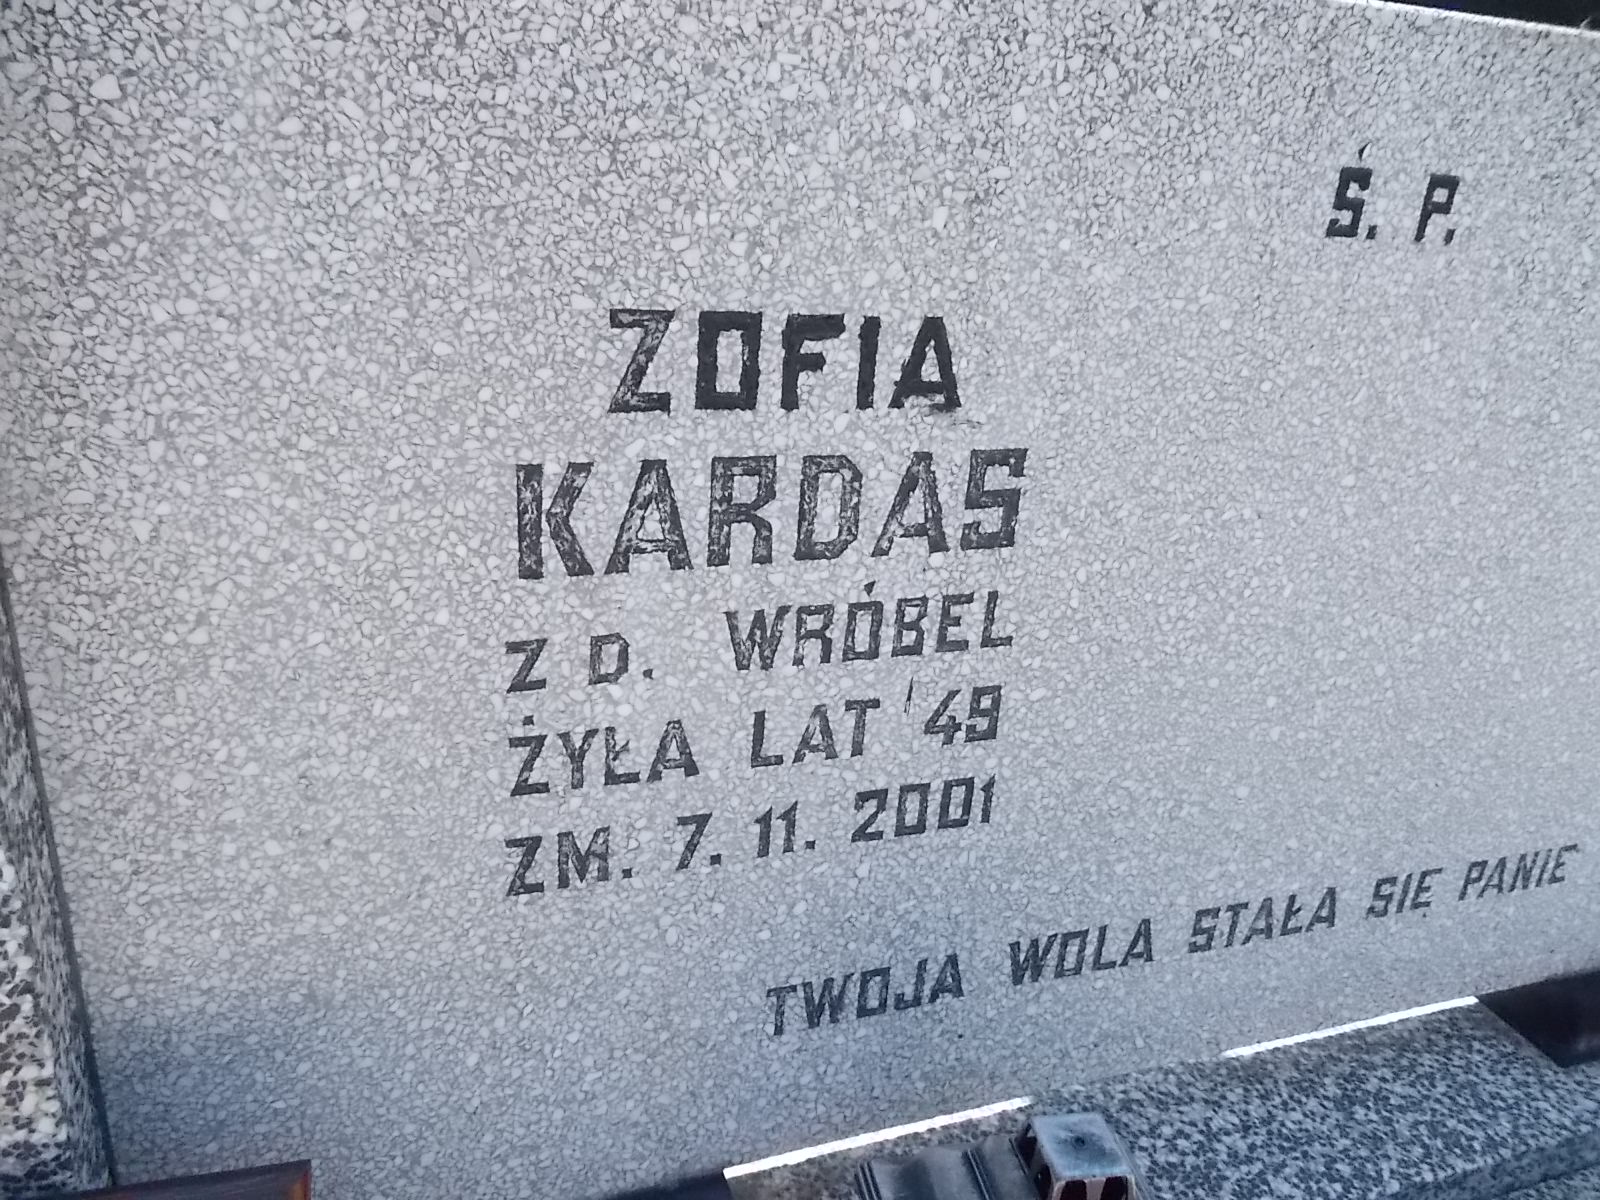 Ś. P.
ZOFIA
KARDAS
Z D. WRÓBEL
ŻYŁA LAT 49
ZM. 7. 11. 2001
TWOJA WOLA STAŁA SIĘ PANIE